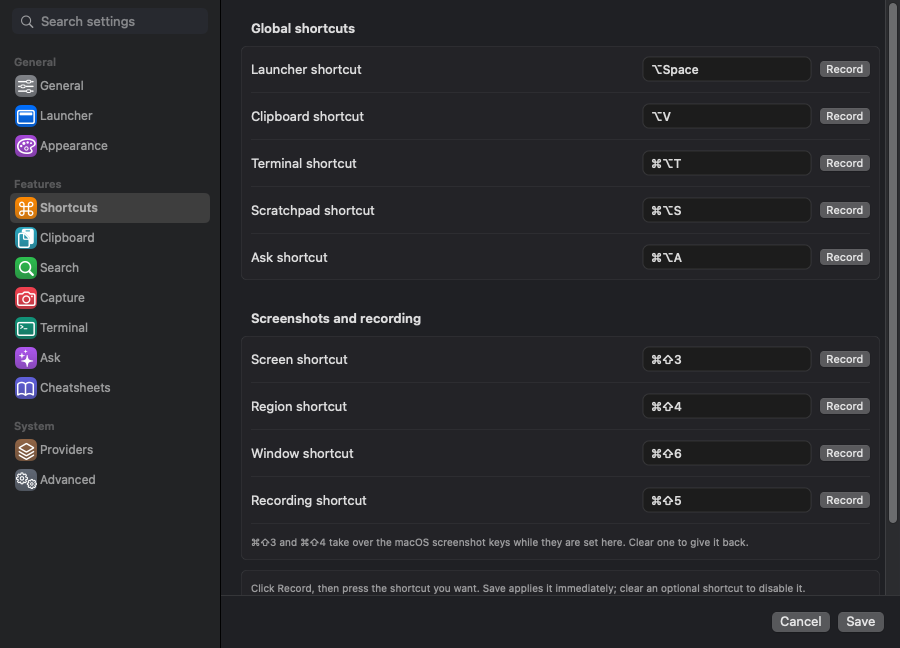 Search settings
General
General
Launcher
Appearance
Features
Shortcuts
Clipboard
Search
Capture
Terminal
Ask
Cheatsheets
System
Providers
Advanced
Global shortcuts
Launcher shortcut ⌥Space Record
Clipboard shortcut ⌥V Record
Terminal shortcut ⌘⌥T Record
Scratchpad shortcut ⌘⌥S Record
Ask shortcut ⌘⌥A Record
Screenshots and recording
Screen shortcut ⌘⇧3 Record
Region shortcut ⌘⇧4 Record
Window shortcut ⌘⇧6 Record
Recording shortcut ⌘⇧5 Record
⌘⇧3 and ⌘⇧4 take over the macOS screenshot keys while they are set here. Clear one to give it back.
Click Record, then press the shortcut you want. Save applies it immediately; clear an optional shortcut to disable it.
Cancel Save